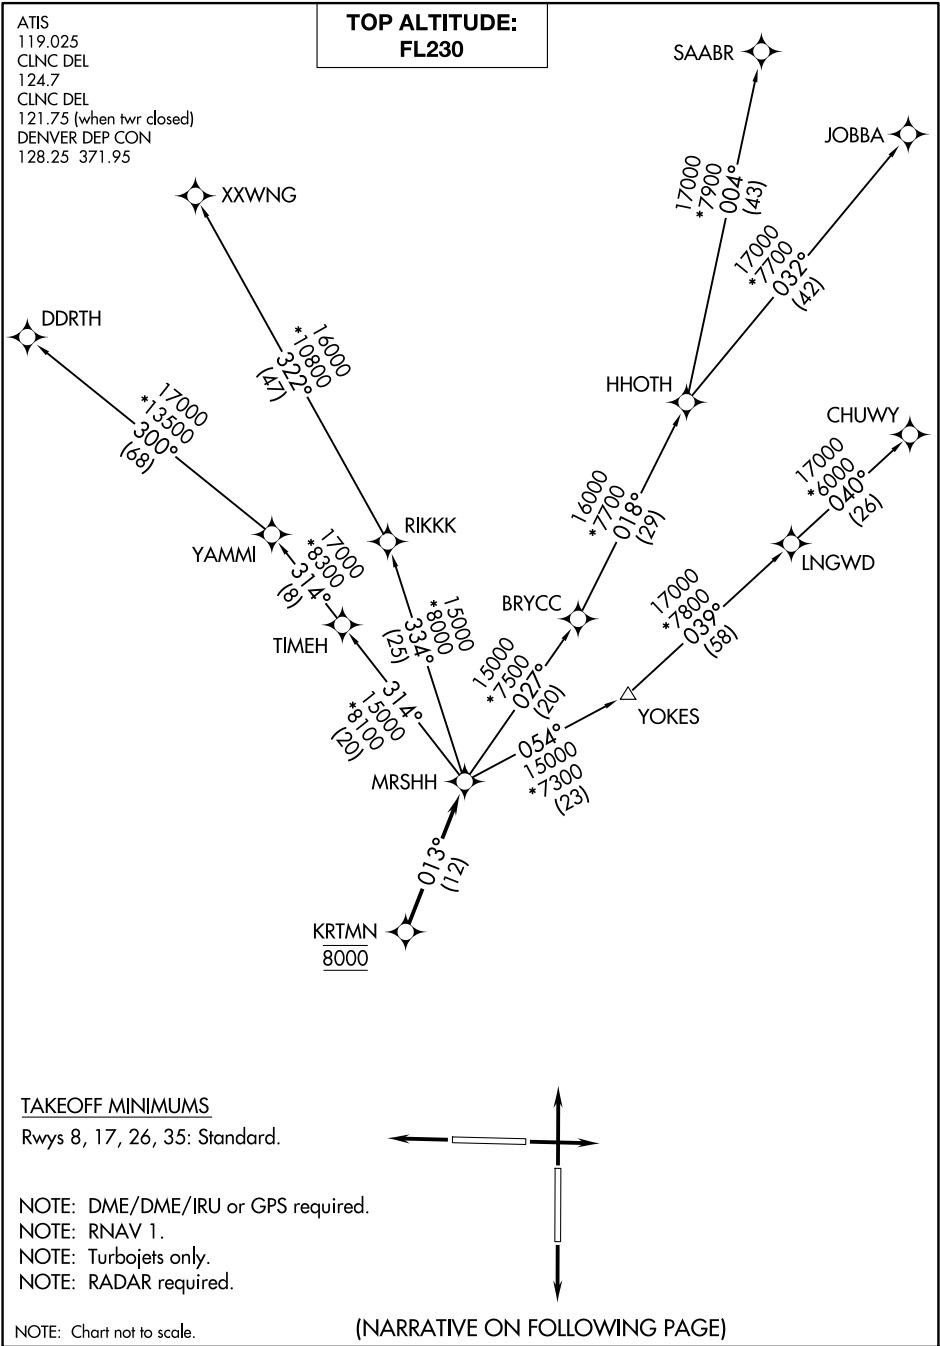 ATIS
119.025
CLNC DEL
124.7
CLNC DEL
121.75 (when twr closed)
DENVER DEP CON
128.25 371.95
TOP ALTITUDE:
FL230
SAABR
JOBBA
17000
*7900
004°
(43)
17000
*7700
032°
(42)
XXWNG
DDRTH
16000
*10800
322°
(47)
17000
*13500
300°
(68)
HHOTH
CHUWY
17000
*6000
040°
(26)
16000
*7700
018°
(29)
RIKKK
YAMMI
17000
*8300
314°
(8)
LNGWD
TIMEH
BRYCC
15000
*8000
334°
(25)
17000
*7800
039°
(58)
314°
15000
*8100
(20)
15000
*7500
027°
(20)
YOKES
054°
15000
*7300
(23)
MRSHH
013°
(12)
KRTMN
8000
TAKEOFF MINIMUMS
Rwys 8, 17, 26, 35: Standard.
NOTE: DME/DME/IRU or GPS required.
NOTE: RNAV 1.
NOTE: Turbojets only.
NOTE: RADAR required.
NOTE: Chart not to scale.
(NARRATIVE ON FOLLOWING PAGE)